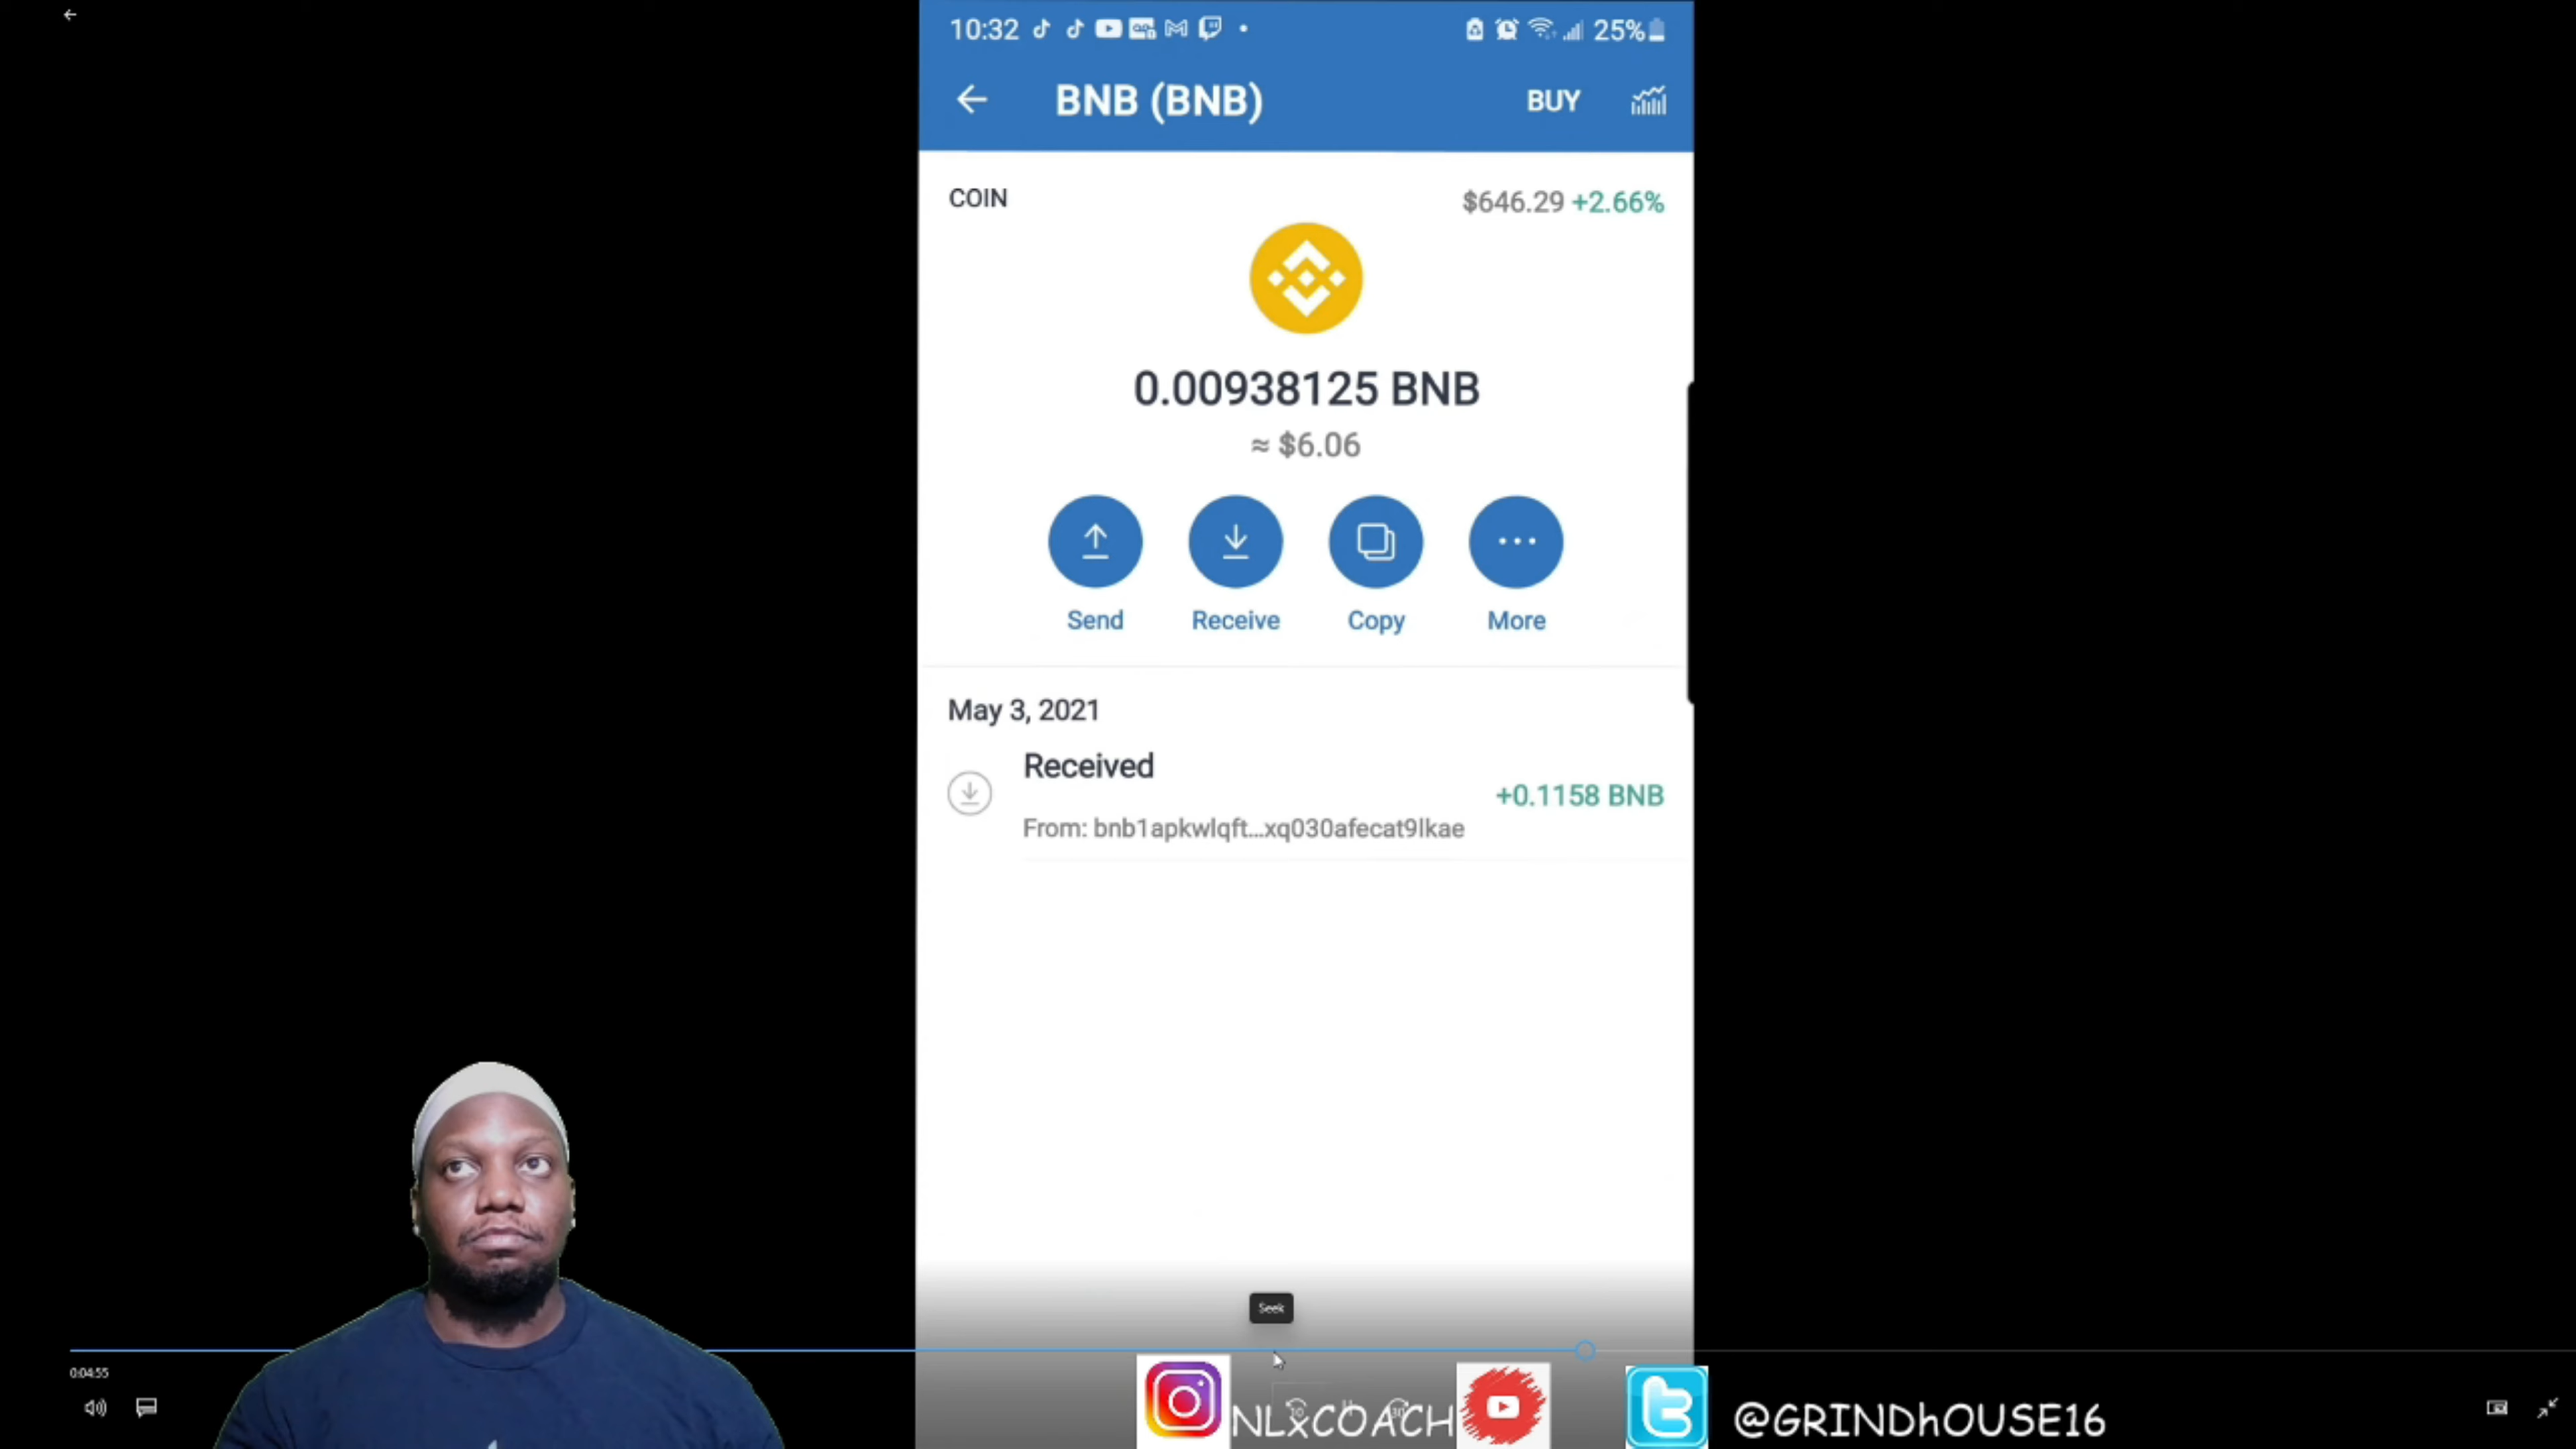 10:32
25%
BNB (BNB)
BUY
COIN
$646.29 +2.66%
0.00938125 BNB
≈ $6.06
Send
Receive
Copy
More
May 3, 2021
Received
+0.1158 BNB
From: bnb1apkwlqft...xq030afecat9lkae
Seek
0:04:55
NLxCOACH
@GRINDhOUSE16